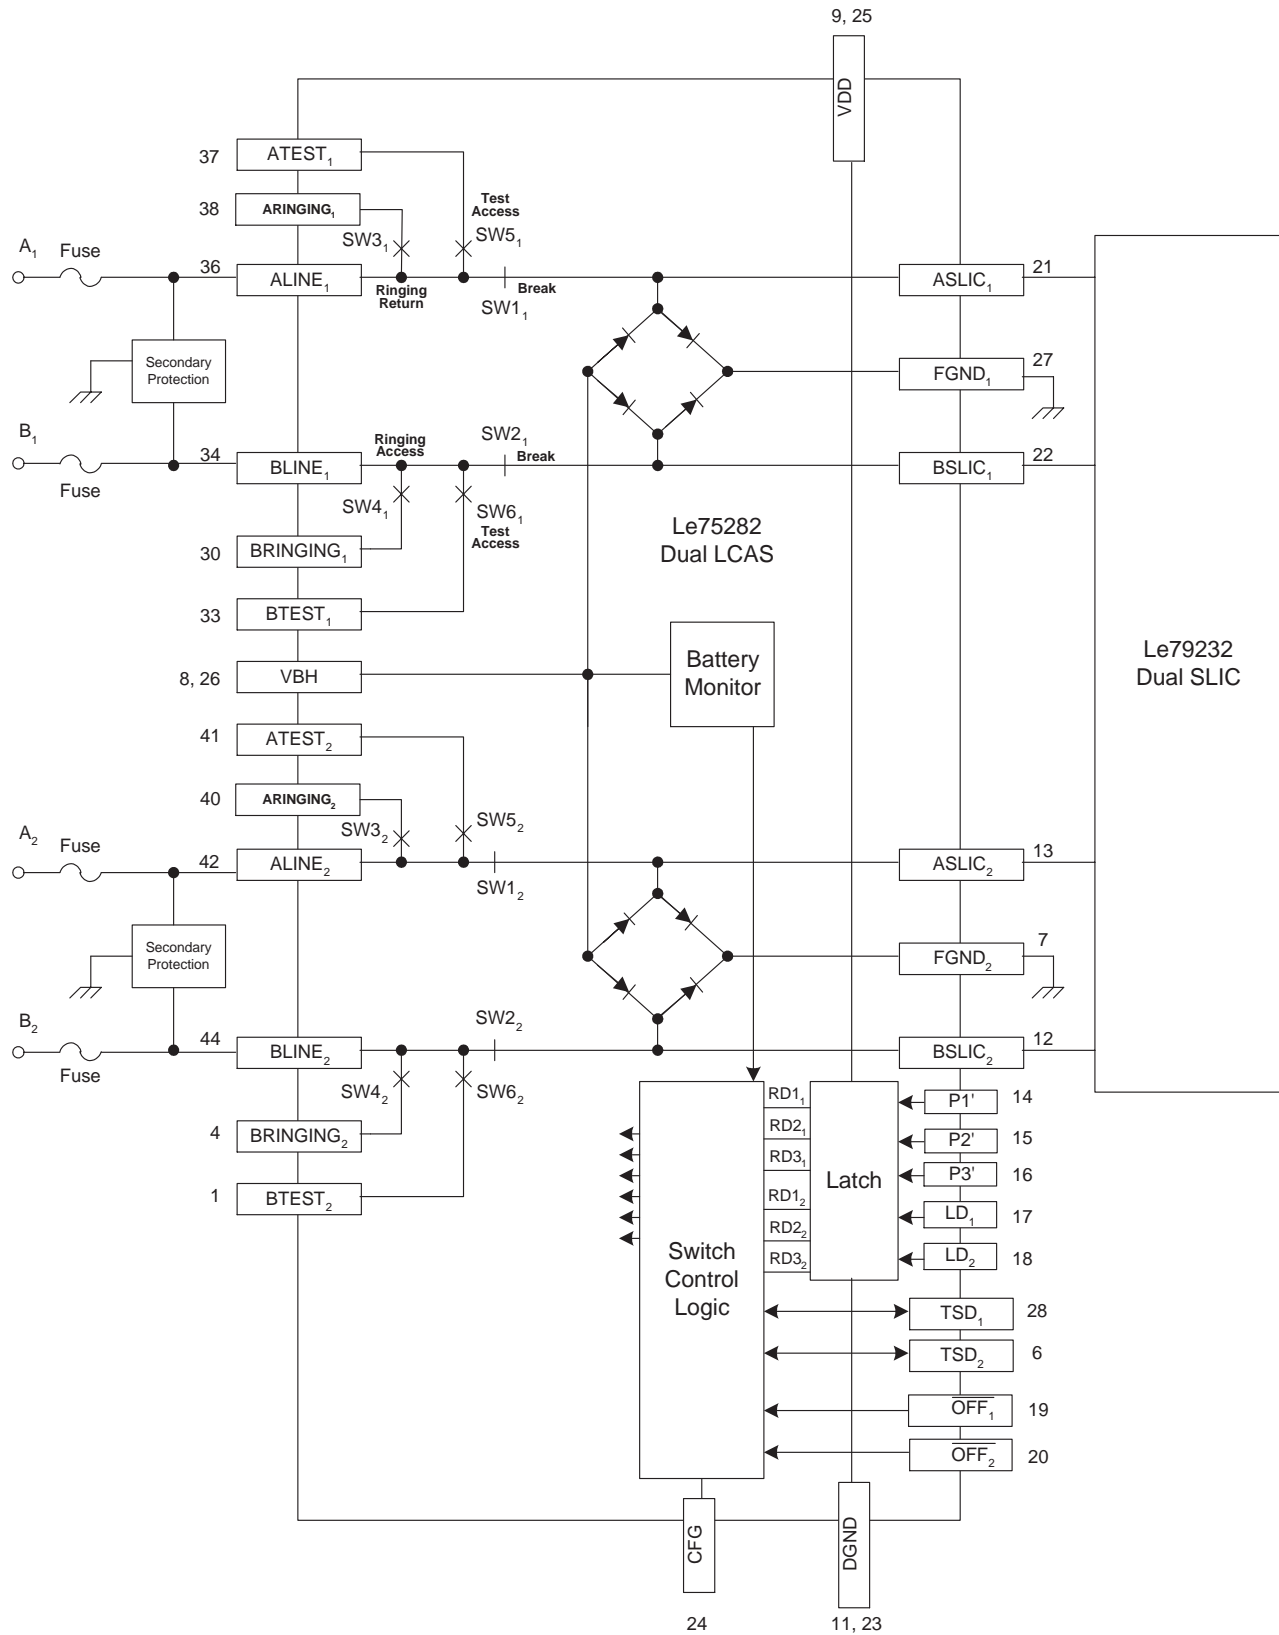 9, 25
VDD
37
ATEST1
38
ARINGING1
Test
Access
SW31
SW51
A1
Fuse
36
ALINE1
Ringing
Return
Break
SW11
ASLIC1
21
Secondary
Protection
FGND1
27
B1
Fuse
34
BLINE1
Ringing
Access
SW21
Break
BSLIC1
22
SW41
SW61
Test
Access
30
BRINGING1
33
BTEST1
Le75282
Dual LCAS
Le79232
Dual SLIC
8, 26
VBH
Battery
Monitor
41
ATEST2
40
ARINGING2
SW32
SW52
A2
Fuse
42
ALINE2
SW12
ASLIC2
13
Secondary
Protection
FGND2
7
B2
Fuse
44
BLINE2
SW22
BSLIC2
12
SW42
SW62
4
BRINGING2
1
BTEST2
Switch
Control
Logic
RD11
RD21
RD31
RD12
RD22
RD32
Latch
P1'
14
P2'
15
P3'
16
LD1
17
LD2
18
TSD1
28
TSD2
6
OFF1
19
OFF2
20
CFG
24
DGND
11, 23